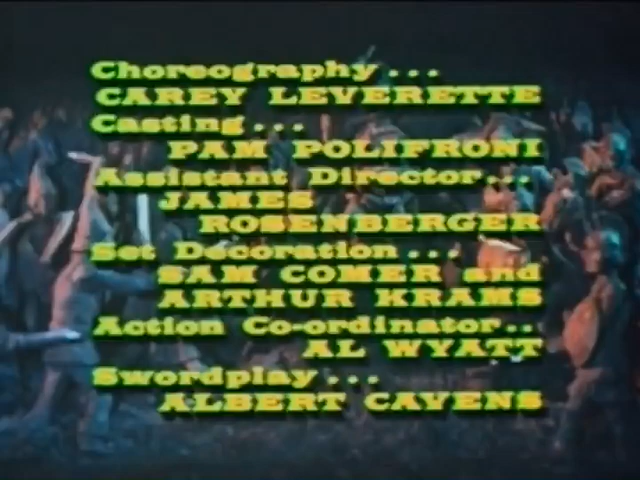 Choreography...
CAREY LEVERETTE
Casting...
PAM POLIFRONI
Assistant Director...
JAMES
ROSENBERGER
Set Decoration...
SAM COMER and
ARTHUR KRAMS
Action Co-ordinator..
AL WYATT
Swordplay...
ALBERT CAVENS